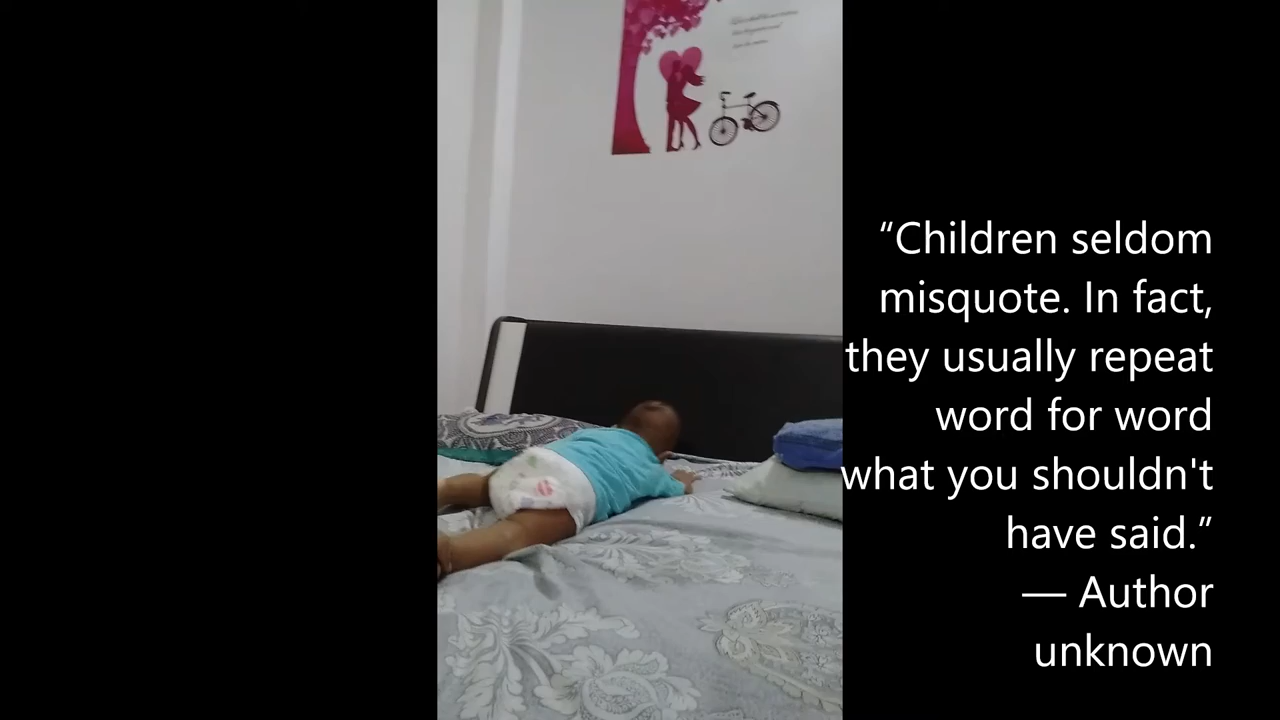 “Children seldom
misquote. In fact,
they usually repeat
word for word
what you shouldn't
have said.”
— Author
unknown